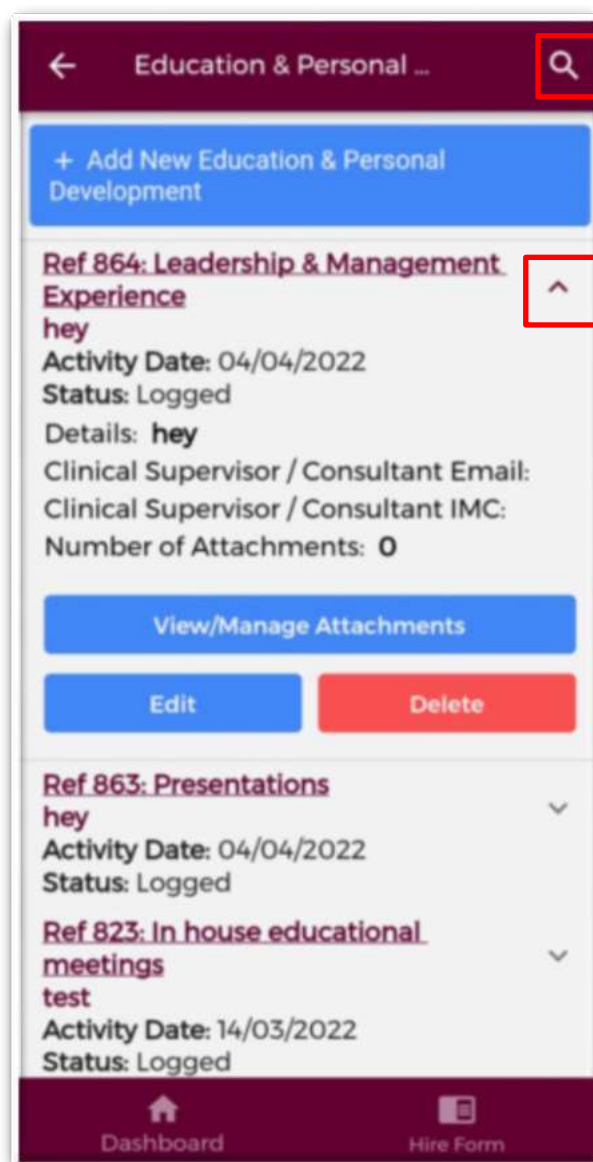 Education & Personal ...
+ Add New Education & Personal
Development
Ref 864: Leadership & Management
Experience
hey
Activity Date: 04/04/2022
Status: Logged
Details: hey
Clinical Supervisor / Consultant Email:
Clinical Supervisor / Consultant IMC:
Number of Attachments: 0
View/Manage Attachments
Edit Delete
Ref 863: Presentations
hey
Activity Date: 04/04/2022
Status: Logged
Ref 823: In house educational
meetings
test
Activity Date: 14/03/2022
Status: Logged
Dashboard Hire Form